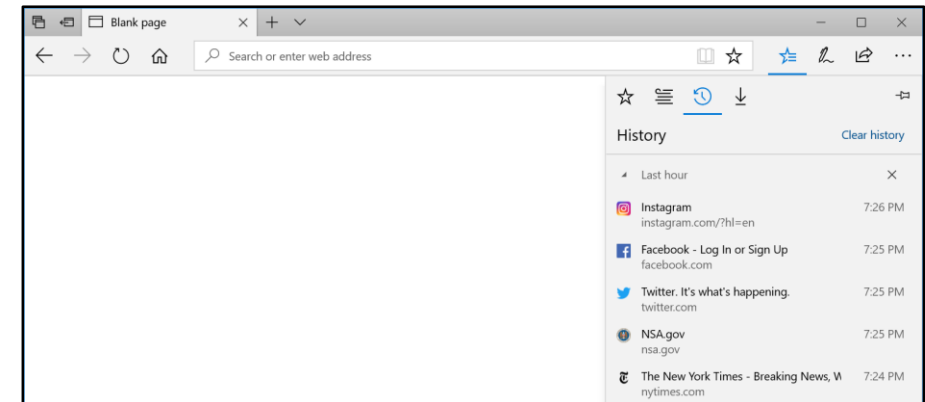 Blank page
Search or enter web address
History Clear history
Last hour
Instagram 7:26 PM
instagram.com/?hl=en
Facebook - Log In or Sign Up 7:25 PM
facebook.com
Twitter. It's what's happening. 7:25 PM
twitter.com
NSA.gov 7:25 PM
nsa.gov
The New York Times - Breaking News, W 7:24 PM
nytimes.com